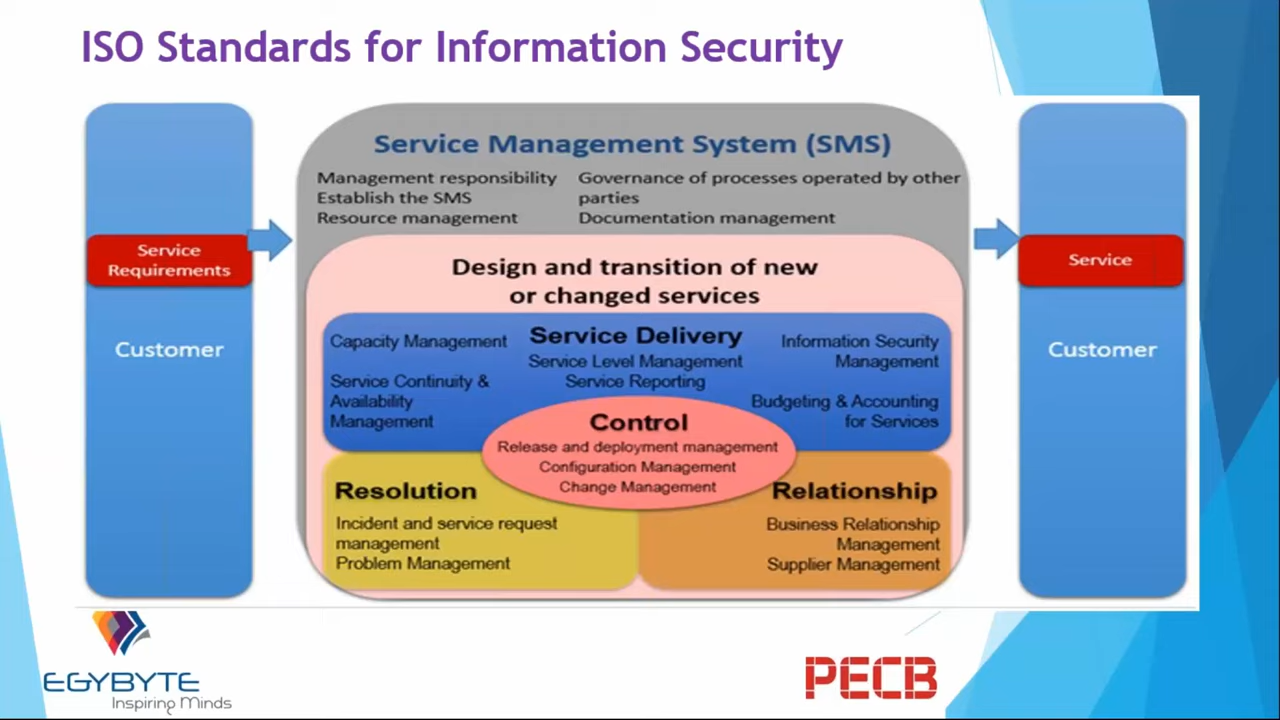 ISO Standards for Information Security
Service Management System (SMS)
Management responsibility
Establish the SMS
Resource management
Governance of processes operated by other
parties
Documentation management
Service
Requirements
Customer
Design and transition of new
or changed services
Service Delivery
Capacity Management
Service Continuity &
Availability
Management
Service Level Management
Service Reporting
Information Security
Management
Budgeting & Accounting
for Services
Control
Release and deployment management
Configuration Management
Change Management
Resolution
Incident and service request
management
Problem Management
Relationship
Business Relationship
Management
Supplier Management
Service
Customer
EGYBYTE
Inspiring Minds
PECB